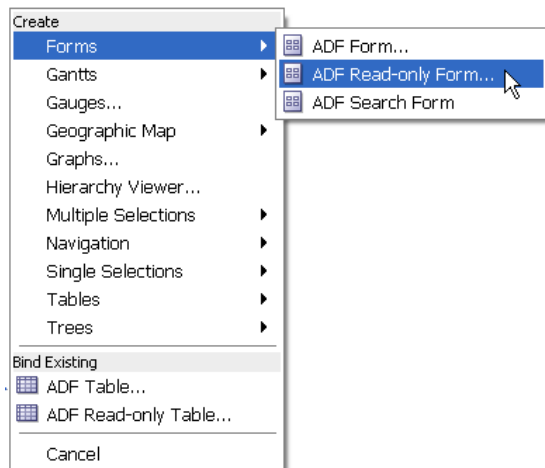 Create
Forms
Gantts
Gauges...
Geographic Map
Graphs...
Hierarchy Viewer...
Multiple Selections
Navigation
Single Selections
Tables
Trees
Bind Existing
ADF Table...
ADF Read-only Table...
Cancel
ADF Form...
ADF Read-only Form...
ADF Search Form